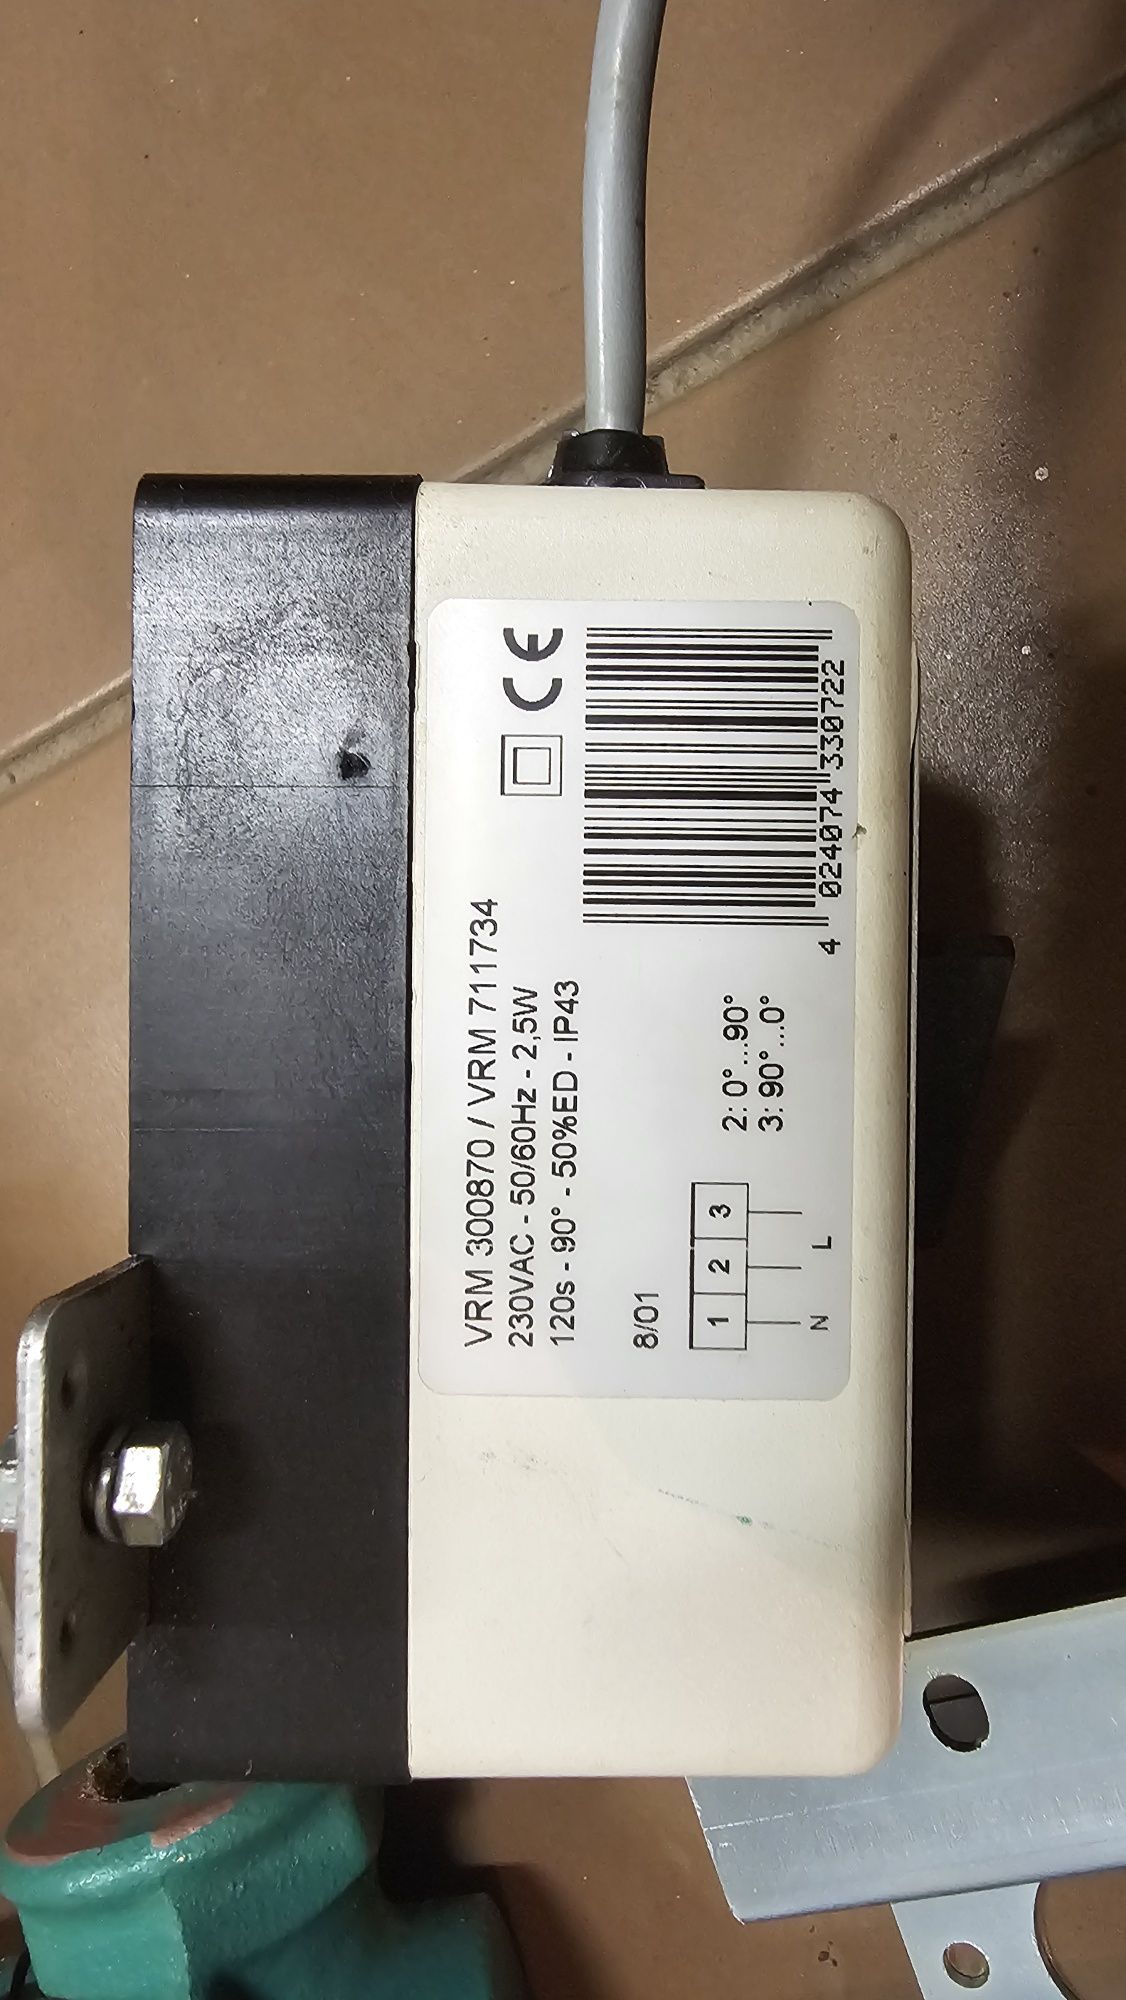 VRM 300870 / VRM 711734
230VAC - 50/60Hz - 2,5W
120s - 90° - 50%ED - IP43
CE
8/01
1 2 3
N L
2: 0°...90°
3: 90°...0°
4 024074 330722